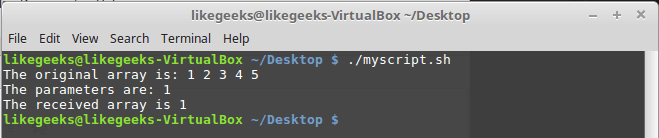 likegeeks@likegeeks-VirtualBox ~/Desktop
File Edit View Search Terminal Help
likegeeks@likegeeks-VirtualBox ~/Desktop $ ./myscript.sh
The original array is: 1 2 3 4 5
The parameters are: 1
The received array is 1
likegeeks@likegeeks-VirtualBox ~/Desktop $